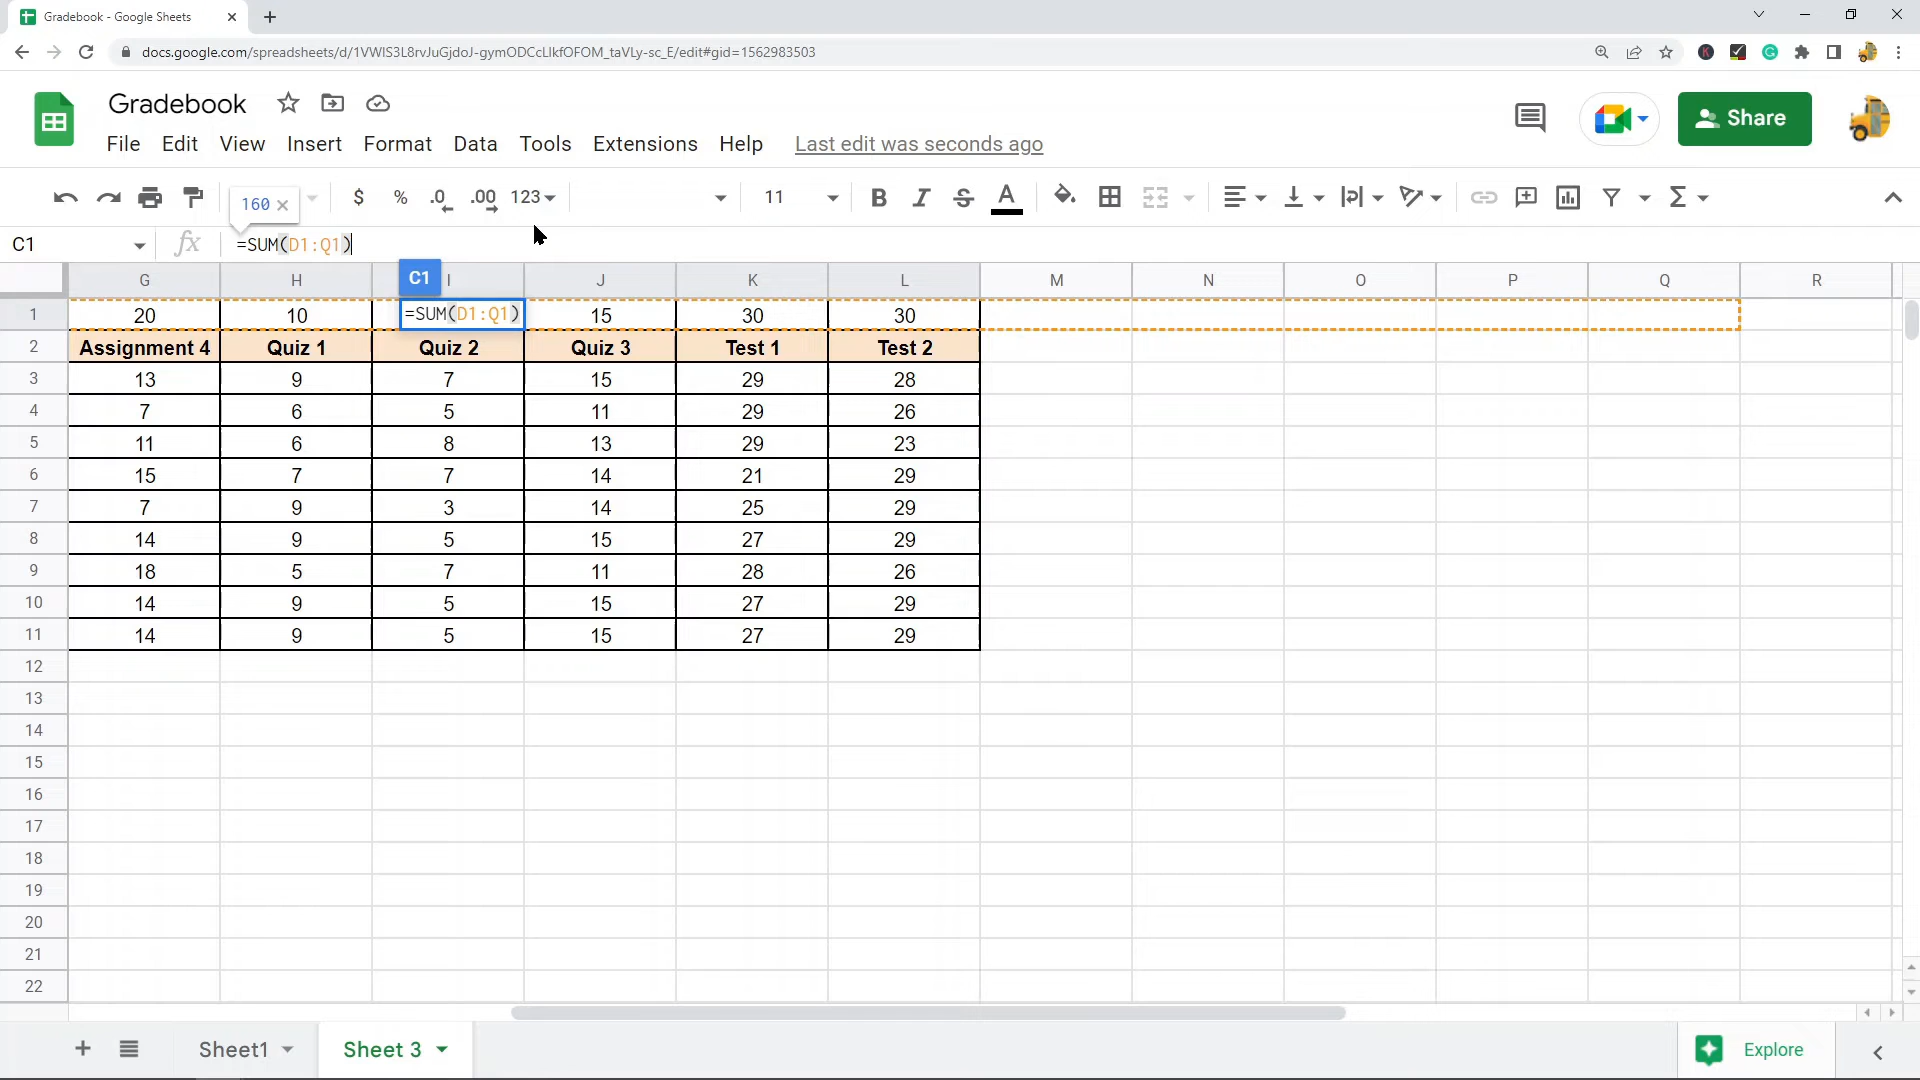 Gradebook - Google Sheets
docs.google.com/spreadsheets/d/1VWIS3L8rvJuGjdoJ-gymODCcLlkfOFOM_taVLy-sc_E/edit#gid=1562983503
Gradebook
Share
File Edit View Insert Format Data Tools Extensions Help Last edit was seconds ago
160 $ % .0 .00 123 11 B I S A
C1 fx =SUM(D1:Q1)
G H C1 I J K L M N O P Q R
1 20 10 =SUM(D1:Q1) 15 30 30
2 Assignment 4 Quiz 1 Quiz 2 Quiz 3 Test 1 Test 2
3 13 9 7 15 29 28
4 7 6 5 11 29 26
5 11 6 8 13 29 23
6 15 7 7 14 21 29
7 7 9 3 14 25 29
8 14 9 5 15 27 29
9 18 5 7 11 28 26
10 14 9 5 15 27 29
11 14 9 5 15 27 29
12
13
14
15
16
17
18
19
20
21
22
Sheet1 Sheet 3 Explore